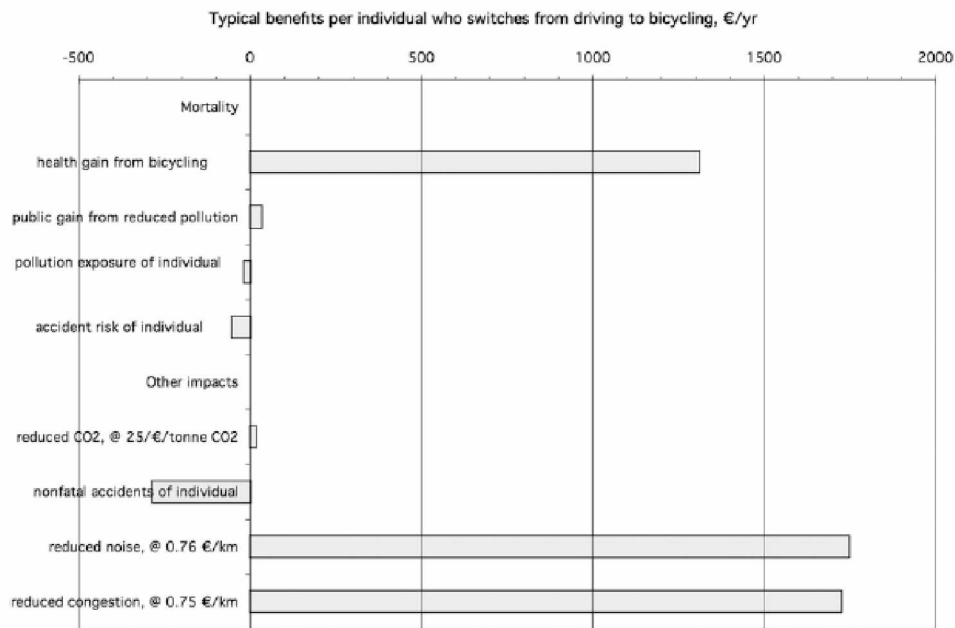 Typical benefits per individual who switches from driving to bicycling, €/yr
-500 0 500 1000 1500 2000
Mortality
health gain from bicycling
public gain from reduced pollution
pollution exposure of individual
accident risk of individual
Other impacts
reduced CO2, @ 25/€/tonne CO2
nonfatal accidents of individual
reduced noise, @ 0.76 €/km
reduced congestion, @ 0.75 €/km